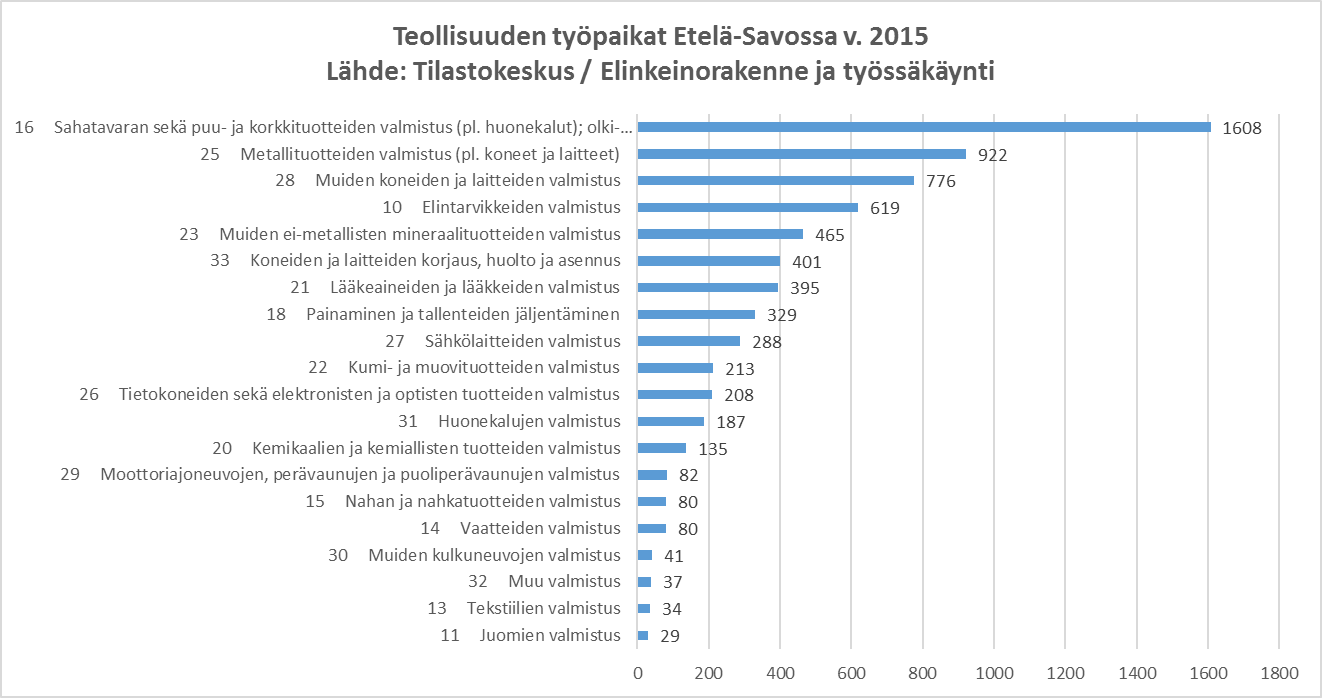 Teollisuuden työpaikat Etelä-Savossa v. 2015
Lähde: Tilastokeskus / Elinkeinorakenne ja työssäkäynti
16 Sahatavaran sekä puu- ja korkkituotteiden valmistus (pl. huonekalut); olki-... 1608
25 Metallituotteiden valmistus (pl. koneet ja laitteet) 922
28 Muiden koneiden ja laitteiden valmistus 776
10 Elintarvikkeiden valmistus 619
23 Muiden ei-metallisten mineraalituotteiden valmistus 465
33 Koneiden ja laitteiden korjaus, huolto ja asennus 401
21 Lääkeaineiden ja lääkkeiden valmistus 395
18 Painaminen ja tallenteiden jäljentäminen 329
27 Sähkölaitteiden valmistus 288
22 Kumi- ja muovituotteiden valmistus 213
26 Tietokoneiden sekä elektronisten ja optisten tuotteiden valmistus 208
31 Huonekalujen valmistus 187
20 Kemikaalien ja kemiallisten tuotteiden valmistus 135
29 Moottoriajoneuvojen, perävaunujen ja puoliperävaunujen valmistus 82
15 Nahan ja nahkatuotteiden valmistus 80
14 Vaatteiden valmistus 80
30 Muiden kulkuneuvojen valmistus 41
32 Muu valmistus 37
13 Tekstiilien valmistus 34
11 Juomien valmistus 29
0 200 400 600 800 1000 1200 1400 1600 1800